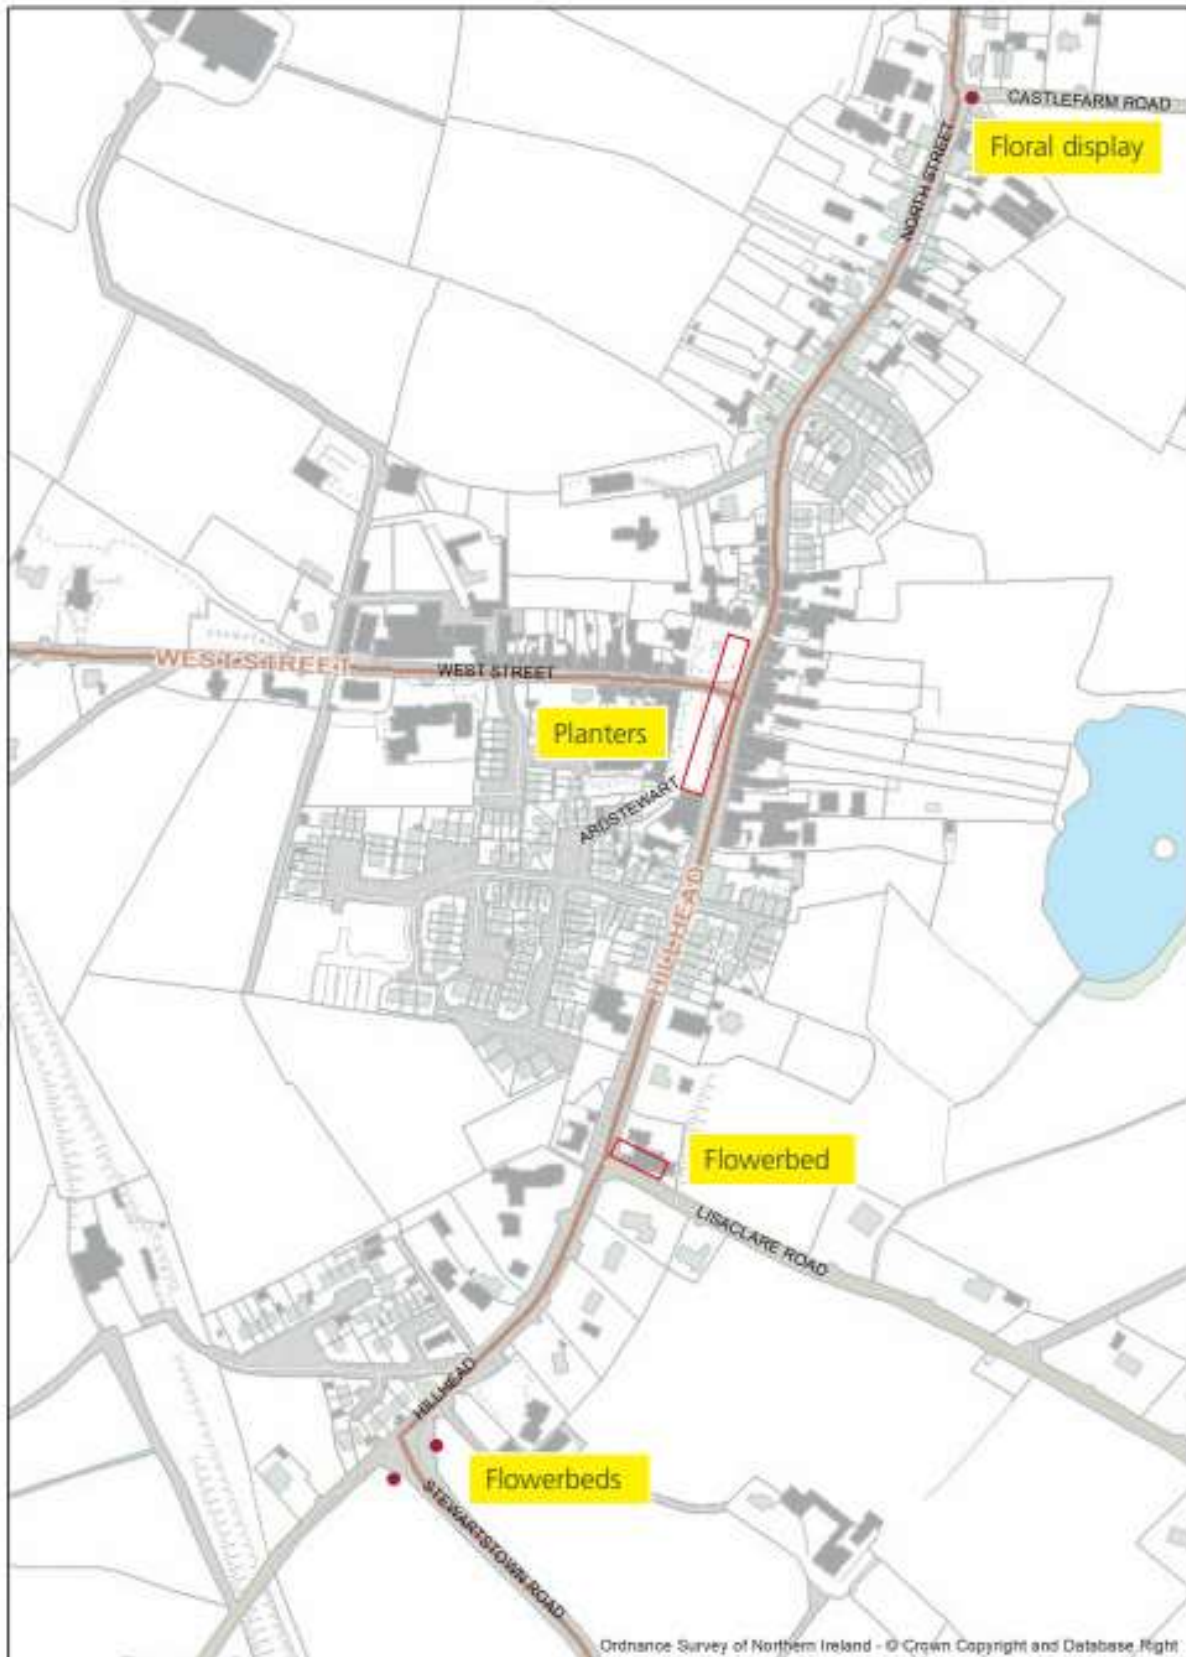 CASTLEFARM ROAD
Floral display
NORTH STREET
WEST STREET
WEST STREET
Planters
ARDSTEWART
HILLHEAD
Flowerbed
LISACLARE ROAD
HILLHEAD
Flowerbeds
STEWARTSTOWN ROAD
Ordnance Survey of Northern Ireland - © Crown Copyright and Database Right